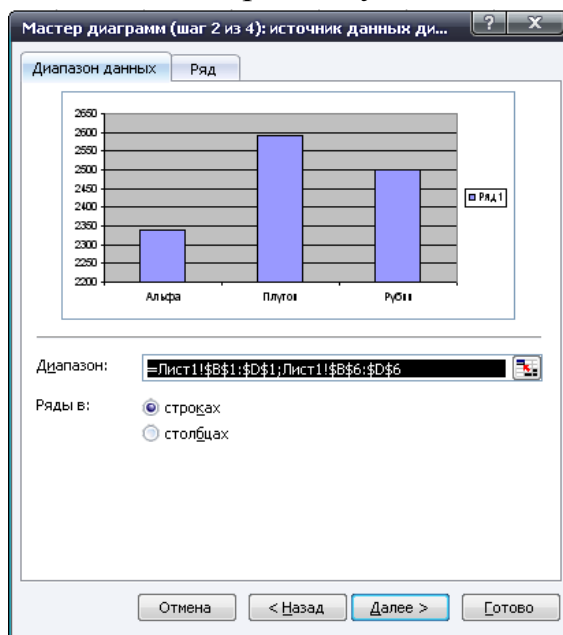 Мастер диаграмм (шаг 2 из 4): источник данных ди...
Диапазон данных
Ряд
2650
2600
2550
2500
2450
2400
2350
2300
2250
2200
Альфа
Плутон
Рубин
Ряд1
Диапазон:
=Лист1!$B$1:$D$1;Лист1!$B$6:$D$6
Ряды в:
строках
столбцах
Отмена
< Назад
Далее >
Готово